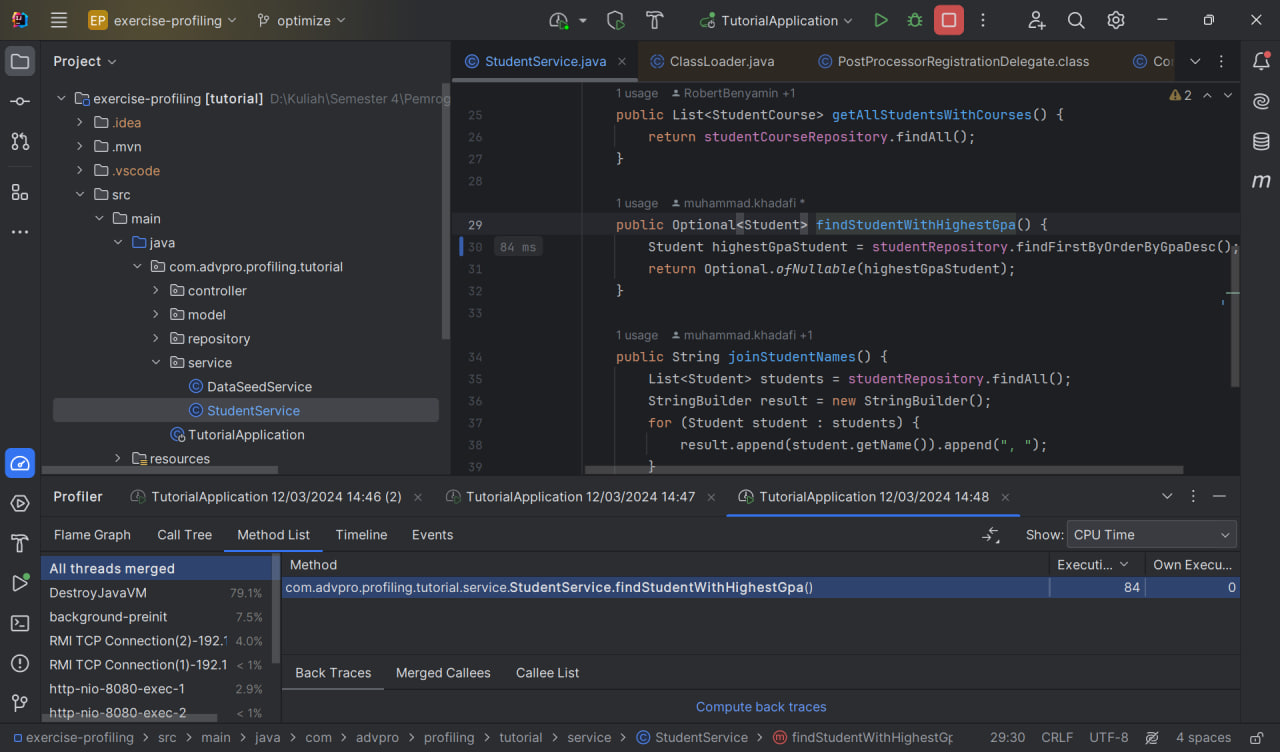 EP exercise-profiling optimize TutorialApplication
Project
exercise-profiling [tutorial] D:\Kuliah\Semester 4\Pemrog
.idea
.mvn
.vscode
src
main
java
com.advpro.profiling.tutorial
controller
model
repository
service
DataSeedService
StudentService
TutorialApplication
resources
StudentService.java ClassLoader.java PostProcessorRegistrationDelegate.class Co
1 usage RobertBenyamin +1
2
25 public List<StudentCourse> getAllStudentsWithCourses() {
26 return studentCourseRepository.findAll();
27 }
28
1 usage muhammad.khadafi *
29 public Optional<Student> findStudentWithHighestGpa() {
30 84 ms Student highestGpaStudent = studentRepository.findFirstByOrderByGpaDesc();
31 return Optional.ofNullable(highestGpaStudent);
32 }
33
1 usage muhammad.khadafi +1
34 public String joinStudentNames() {
35 List<Student> students = studentRepository.findAll();
36 StringBuilder result = new StringBuilder();
37 for (Student student : students) {
38 result.append(student.getName()).append(", ");
39 }
Profiler TutorialApplication 12/03/2024 14:46 (2) TutorialApplication 12/03/2024 14:47 TutorialApplication 12/03/2024 14:48
Flame Graph Call Tree Method List Timeline Events Show: CPU Time
All threads merged
DestroyJavaVM 79.1%
background-preinit 7.5%
RMI TCP Connection(2)-192.1 4.0%
RMI TCP Connection(1)-192.1 < 1%
http-nio-8080-exec-1 2.9%
http-nio-8080-exec-2 < 1%
Method Executi... Own Execu...
com.advpro.profiling.tutorial.service.StudentService.findStudentWithHighestGpa() 84 0
Back Traces Merged Callees Callee List
Compute back traces
exercise-profiling > src > main > java > com > advpro > profiling > tutorial > service > StudentService > findStudentWithHighestGp 29:30 CRLF UTF-8 4 spaces